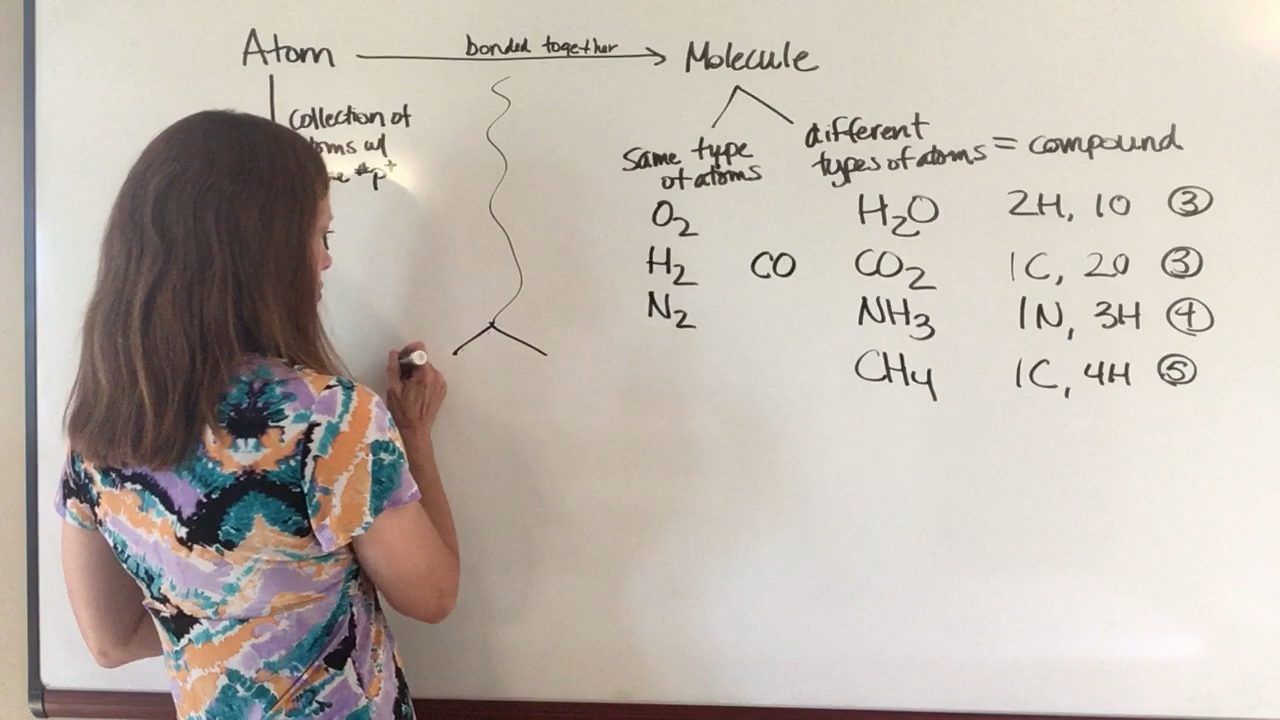 Atom
bonded together
Molecule
collection of
w/
#p+
same type
of atoms
different
types of atoms
= compound
O2
H2O
2H, 1O
3
H2
CO
CO2
1C, 2O
3
N2
NH3
1N, 3H
4
CH4
1C, 4H
5